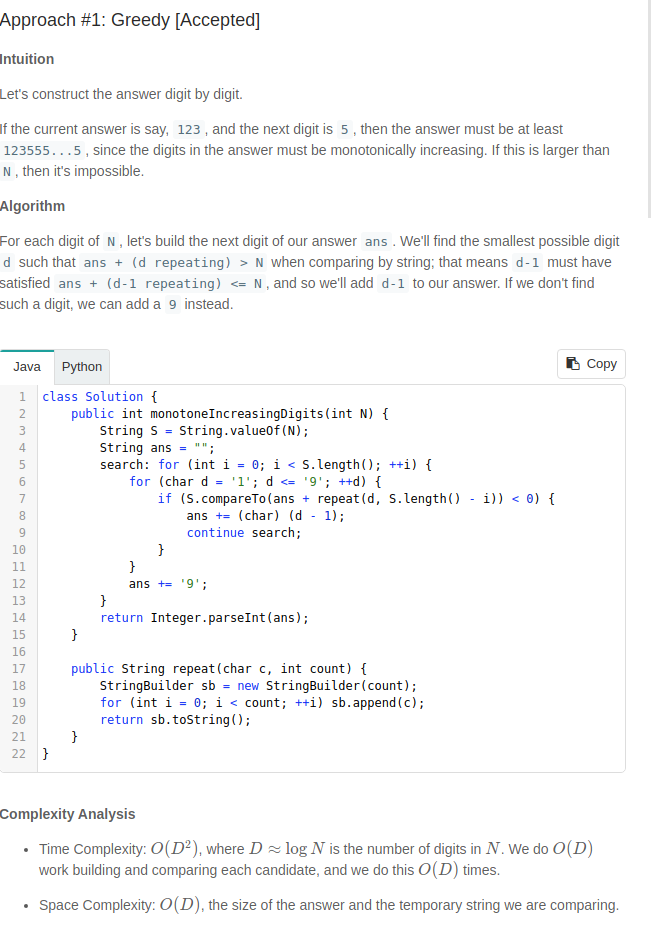 Approach #1: Greedy [Accepted]
Intuition
Let's construct the answer digit by digit.
If the current answer is say, 123 , and the next digit is 5 , then the answer must be at least
123555...5 , since the digits in the answer must be monotonically increasing. If this is larger than
N , then it's impossible.
Algorithm
For each digit of N , let's build the next digit of our answer ans . We'll find the smallest possible digit
d such that ans + (d repeating) > N when comparing by string; that means d-1 must have
satisfied ans + (d-1 repeating) <= N , and so we'll add d-1 to our answer. If we don't find
such a digit, we can add a 9 instead.
Java Python Copy
1 class Solution {
2     public int monotoneIncreasingDigits(int N) {
3         String S = String.valueOf(N);
4         String ans = "";
5         search: for (int i = 0; i < S.length(); ++i) {
6             for (char d = '1'; d <= '9'; ++d) {
7                 if (S.compareTo(ans + repeat(d, S.length() - i)) < 0) {
8                     ans += (char) (d - 1);
9                     continue search;
10                 }
11             }
12             ans += '9';
13         }
14         return Integer.parseInt(ans);
15     }
16
17     public String repeat(char c, int count) {
18         StringBuilder sb = new StringBuilder(count);
19         for (int i = 0; i < count; ++i) sb.append(c);
20         return sb.toString();
21     }
22 }
Complexity Analysis
• Time Complexity: O(D²), where D ≈ log N is the number of digits in N. We do O(D)
work building and comparing each candidate, and we do this O(D) times.
• Space Complexity: O(D), the size of the answer and the temporary string we are comparing.